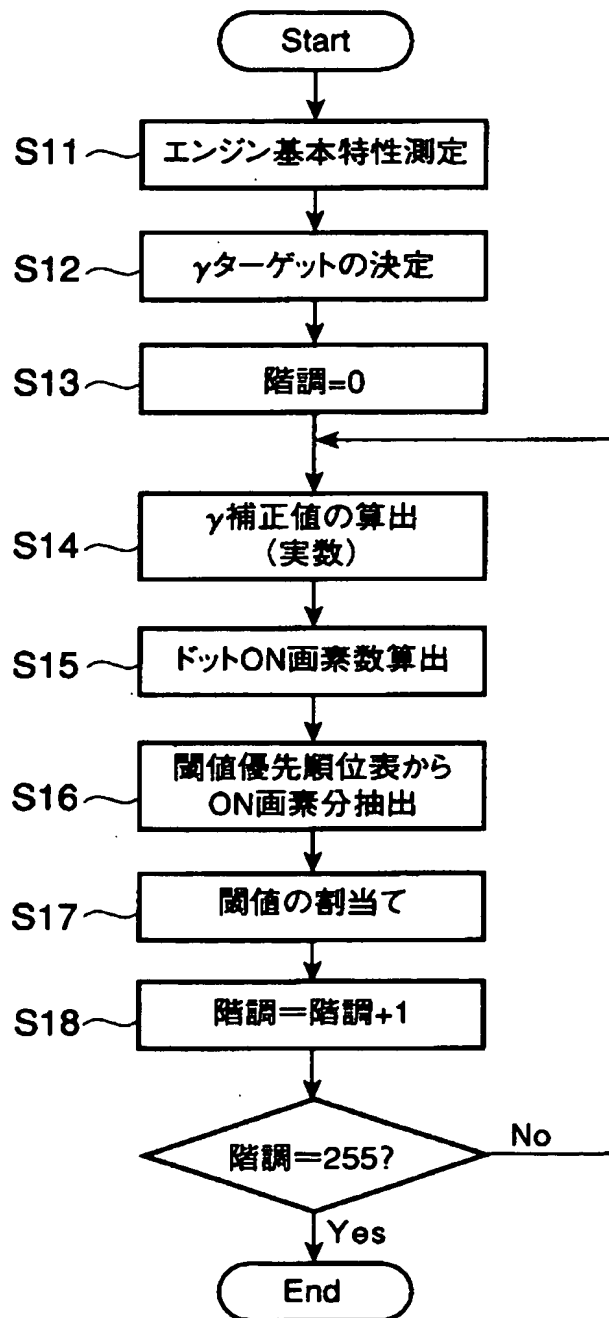 Start
S11
エンジン基本特性測定
S12
γターゲットの決定
S13
階調=0
S14
γ補正値の算出
(実数)
S15
ドットON画素数算出
S16
閾値優先順位表から
ON画素分抽出
S17
閾値の割当て
S18
階調=階調+1
階調=255?
No
Yes
End